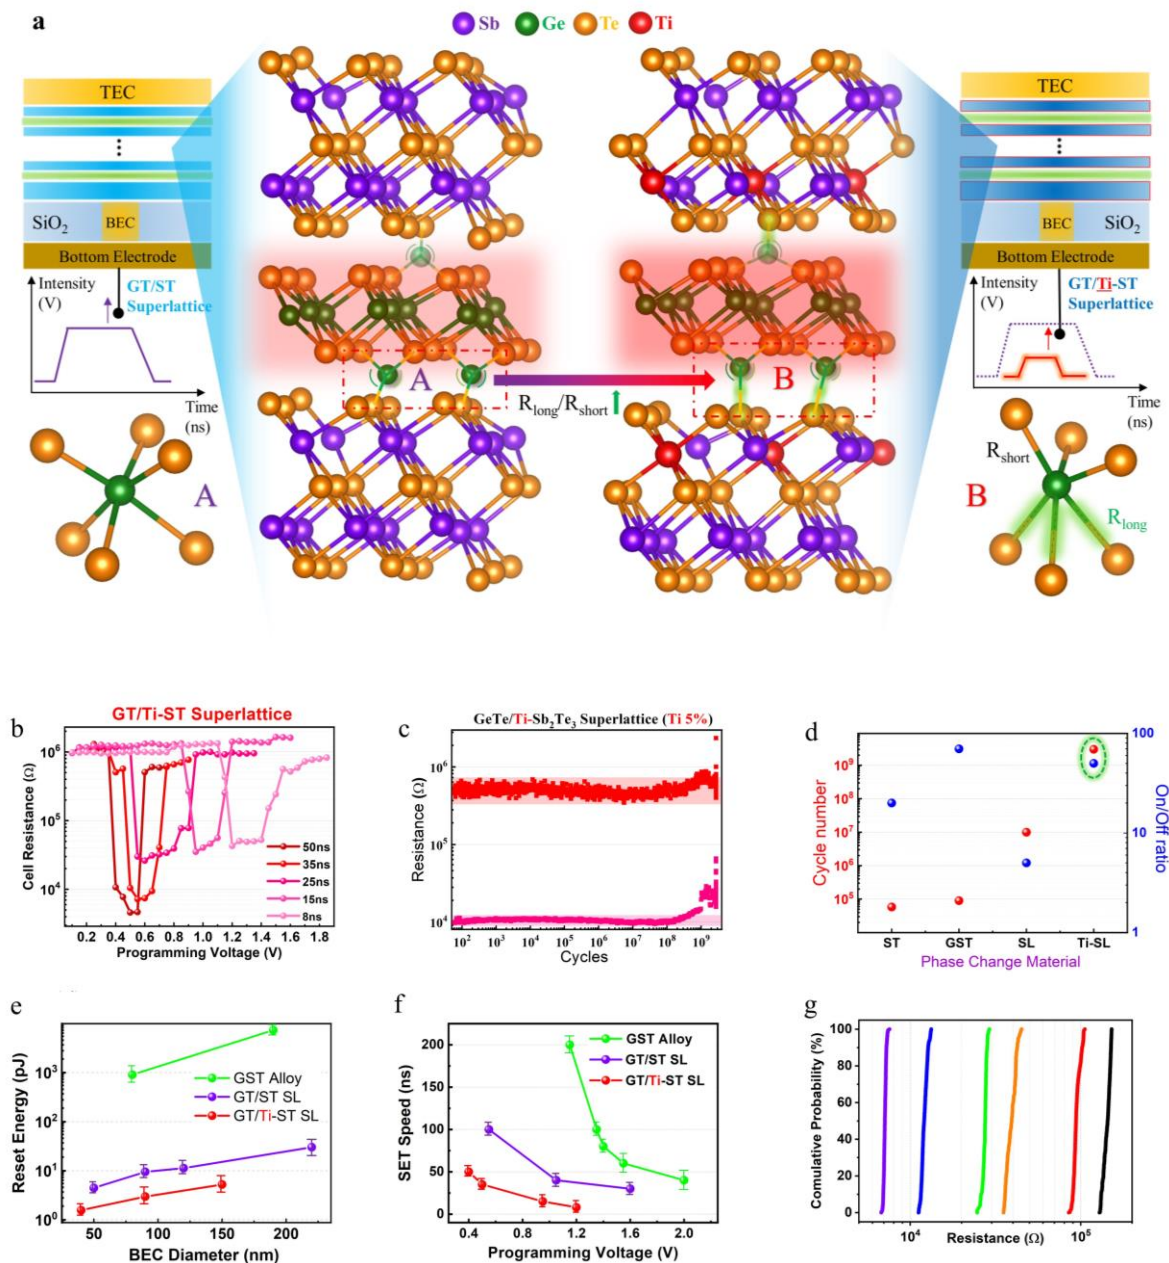 a
Sb Ge Te Ti
TEC
SiO2 BEC
Bottom Electrode
Intensity
(V)
GT/ST
Superlattice
Time
(ns)
A
A
Rlong/Rshort
B
TEC
BEC SiO2
Bottom Electrode
Intensity
(V)
GT/Ti-ST
Superlattice
Time
(ns)
Rshort
B
Rlong
b
GT/Ti-ST Superlattice
Cell Resistance (Ω)
10^6
10^5
10^4
50ns
35ns
25ns
15ns
8ns
0.2 0.4 0.6 0.8 1.0 1.2 1.4 1.6 1.8
Programming Voltage (V)
c
GeTe/Ti-Sb2Te3 Superlattice (Ti 5%)
Resistance (Ω)
10^6
10^5
10^4
10^2 10^3 10^4 10^5 10^6 10^7 10^8 10^9
Cycles
d
Cycle number
10^9
10^8
10^7
10^6
10^5
100
10
1
On/Off ratio
ST GST SL Ti-SL
Phase Change Material
e
Reset Energy (pJ)
10^3
10^2
10^1
10^0
GST Alloy
GT/ST SL
GT/Ti-ST SL
50 100 150 200
BEC Diameter (nm)
f
SET Speed (ns)
200
150
100
50
0
GST Alloy
GT/ST SL
GT/Ti-ST SL
0.4 0.8 1.2 1.6 2.0
Programming Voltage (V)
g
Comulative Probability (%)
100
80
60
40
20
0
10^4 Resistance (Ω) 10^5